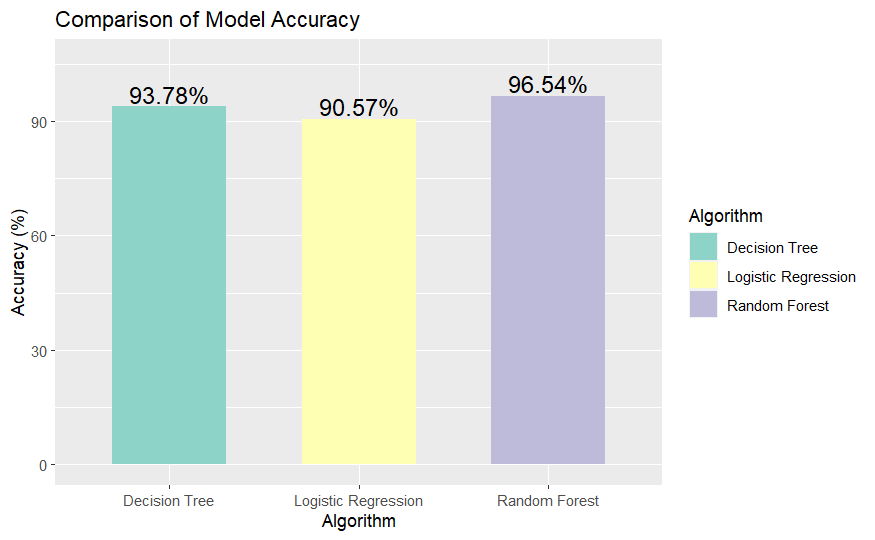 Comparison of Model Accuracy
93.78%
90.57%
96.54%
90
60
30
0
Accuracy (%)
Decision Tree
Logistic Regression
Random Forest
Algorithm
Algorithm
Decision Tree
Logistic Regression
Random Forest